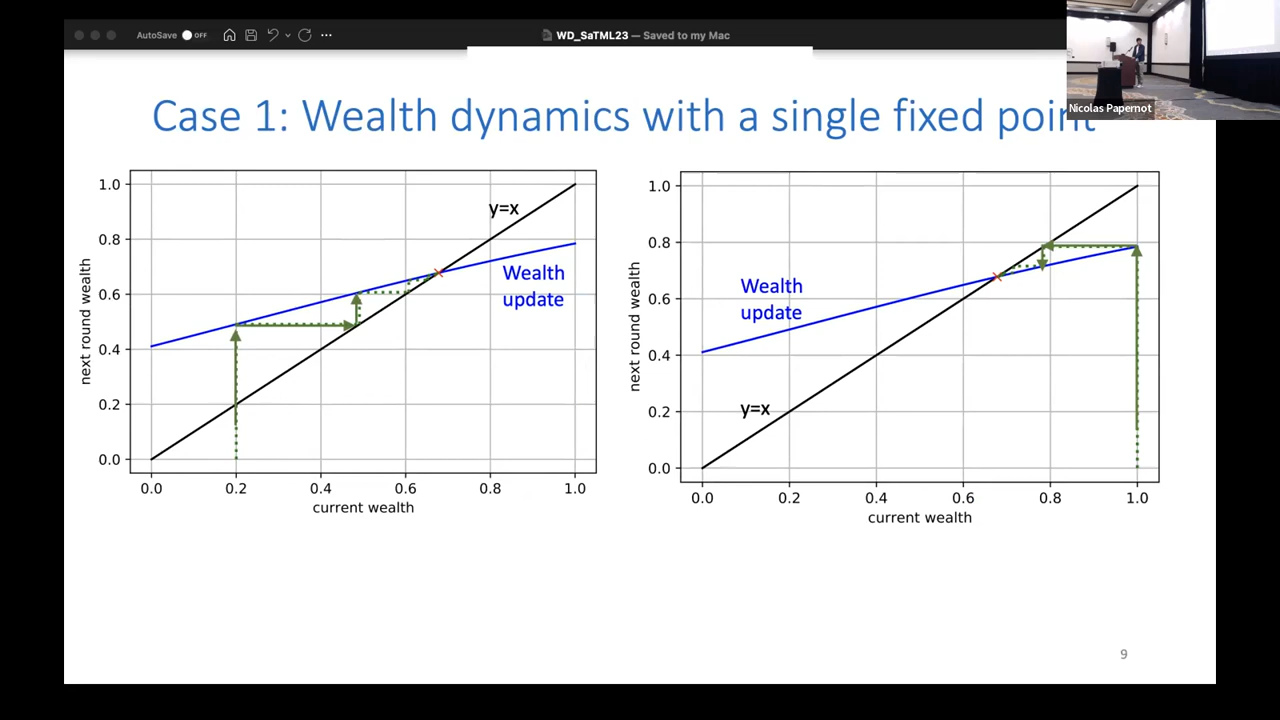 AutoSave OFF
WD_SaTML23 — Saved to my Mac
Nicolas Papernot
Case 1: Wealth dynamics with a single fixed point
1.0
0.8
0.6
0.4
0.2
0.0
next round wealth
y=x
Wealth
update
0.0 0.2 0.4 0.6 0.8 1.0
current wealth
1.0
0.8
0.6
0.4
0.2
0.0
next round wealth
Wealth
update
y=x
0.0 0.2 0.4 0.6 0.8 1.0
current wealth
9